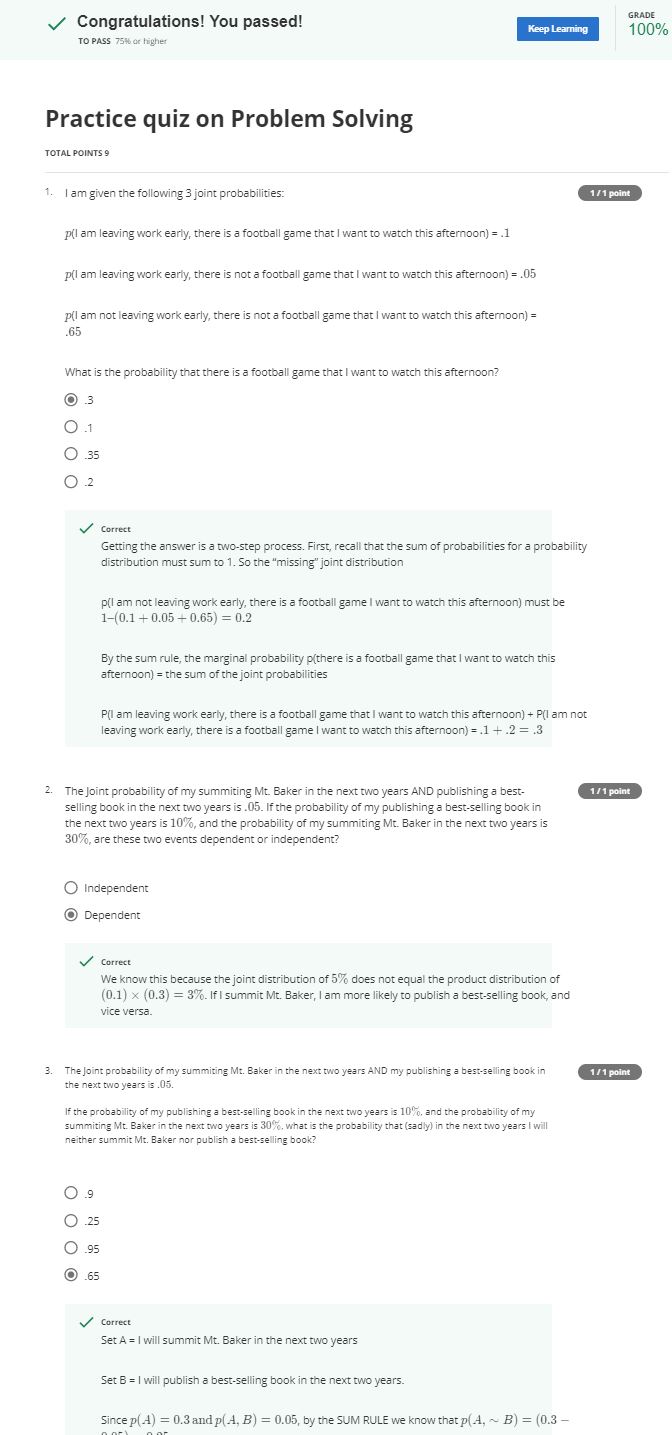 Congratulations! You passed!
TO PASS 75% or higher
Keep Learning
GRADE
100%
Practice quiz on Problem Solving
TOTAL POINTS 9
1. I am given the following 3 joint probabilities:
1 / 1 point
p(I am leaving work early, there is a football game that I want to watch this afternoon) = .1
p(I am leaving work early, there is not a football game that I want to watch this afternoon) = .05
p(I am not leaving work early, there is not a football game that I want to watch this afternoon) =
.65
What is the probability that there is a football game that I want to watch this afternoon?
.3
.1
.35
.2
Correct
Getting the answer is a two-step process. First, recall that the sum of probabilities for a probability
distribution must sum to 1. So the “missing” joint distribution
p(I am not leaving work early, there is a football game I want to watch this afternoon) must be
1–(0.1 + 0.05 + 0.65) = 0.2
By the sum rule, the marginal probability p(there is a football game that I want to watch this
afternoon) = the sum of the joint probabilities
P(I am leaving work early, there is a football game that I want to watch this afternoon) + P(I am not
leaving work early, there is a football game I want to watch this afternoon) = .1 + .2 = .3
2. The Joint probability of my summiting Mt. Baker in the next two years AND publishing a best-
1 / 1 point
selling book in the next two years is .05. If the probability of my publishing a best-selling book in
the next two years is 10%, and the probability of my summiting Mt. Baker in the next two years is
30%, are these two events dependent or independent?
Independent
Dependent
Correct
We know this because the joint distribution of 5% does not equal the product distribution of
(0.1) × (0.3) = 3%. If I summit Mt. Baker, I am more likely to publish a best-selling book, and
vice versa.
3. The Joint probability of my summiting Mt. Baker in the next two years AND my publishing a best-selling book in
1 / 1 point
the next two years is .05.
If the probability of my publishing a best-selling book in the next two years is 10%, and the probability of my
summiting Mt. Baker in the next two years is 30%, what is the probability that (sadly) in the next two years I will
neither summit Mt. Baker nor publish a best-selling book?
.9
.25
.95
.65
Correct
Set A = I will summit Mt. Baker in the next two years
Set B = I will publish a best-selling book in the next two years.
Since p(A) = 0.3 and p(A, B) = 0.05, by the SUM RULE we know that p(A, ∼ B) = (0.3 –